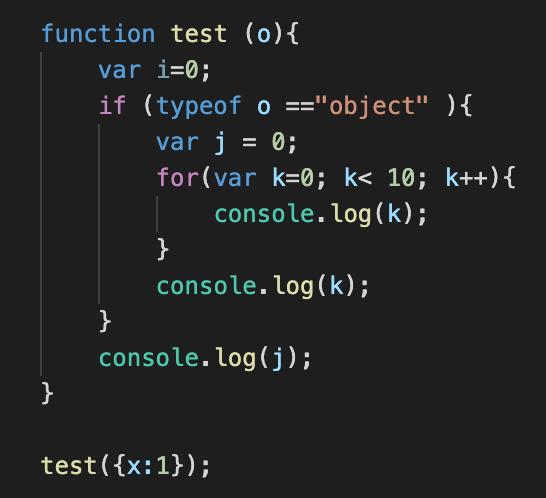 function test (o){
    var i=0;
    if (typeof o =="object" ){
        var j = 0;
        for(var k=0; k< 10; k++){
            console.log(k);
        }
        console.log(k);
    }
    console.log(j);
}

test({x:1});